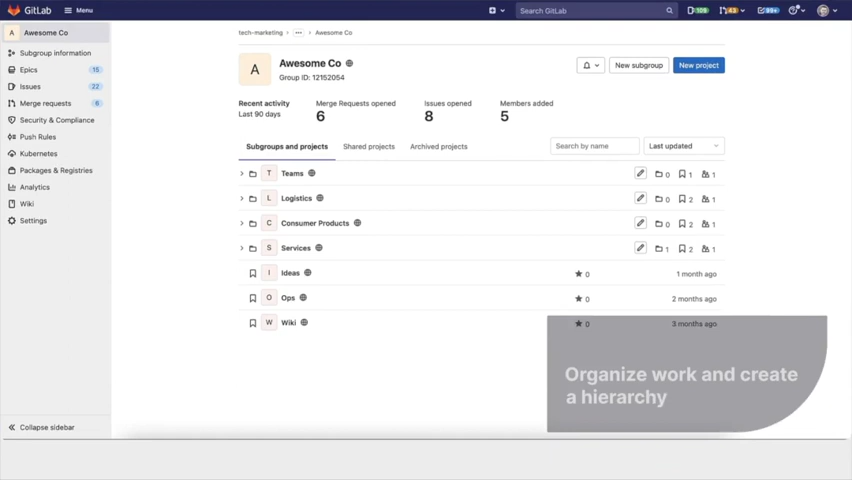 GitLab Menu Search GitLab 109 43 99+
A Awesome Co
Subgroup information
Epics 15
Issues 22
Merge requests 6
Security & Compliance
Push Rules
Kubernetes
Packages & Registries
Analytics
Wiki
Settings
Collapse sidebar
tech-marketing › ··· › Awesome Co
A Awesome Co
Group ID: 12152054
New subgroup New project
Recent activity
Last 90 days
Merge Requests opened
6
Issues opened
8
Members added
5
Subgroups and projects Shared projects Archived projects Search by name Last updated
T Teams 0 1 1
L Logistics 0 2 1
C Consumer Products 0 2 1
S Services 1 2 1
I Ideas 0 1 month ago
O Ops 0 2 months ago
W Wiki 0 3 months ago
Organize work and create
a hierarchy